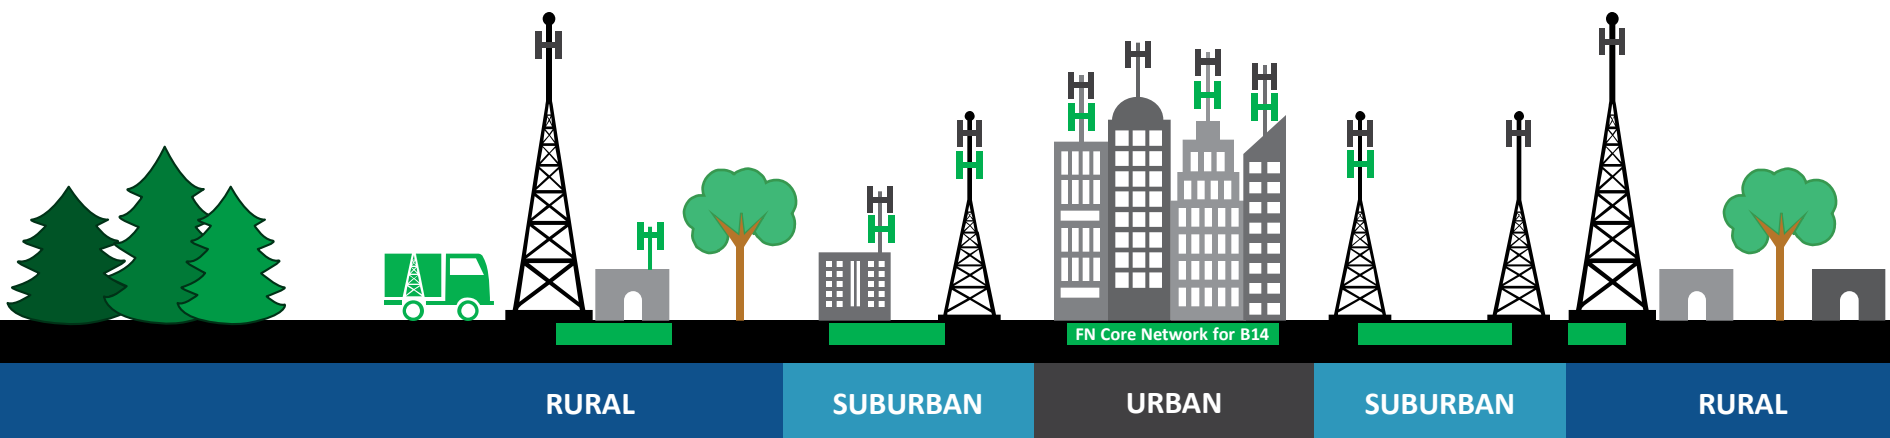 FN Core Network for B14
RURAL
SUBURBAN
URBAN
SUBURBAN
RURAL